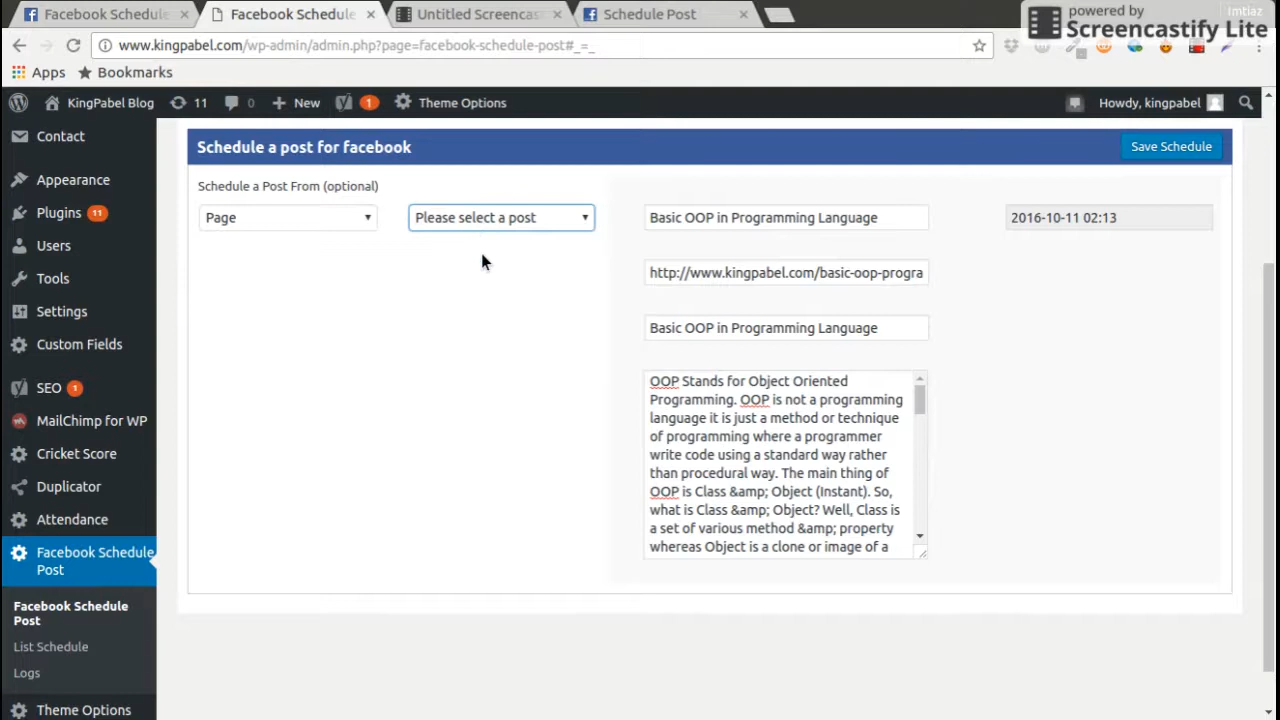 Facebook Schedule
Facebook Schedule
Untitled Screencas
Schedule Post
Imtiaz
powered by
Screencastify Lite
www.kingpabel.com/wp-admin/admin.php?page=facebook-schedule-post#_=_
Apps
Bookmarks
KingPabel Blog
11
0
New
1
Theme Options
Howdy, kingpabel
Contact
Appearance
Plugins 11
Users
Tools
Settings
Custom Fields
SEO 1
MailChimp for WP
Cricket Score
Duplicator
Attendance
Facebook Schedule
Post
Facebook Schedule
Post
List Schedule
Logs
Theme Options
Schedule a post for facebook
Save Schedule
Schedule a Post From (optional)
Page
Please select a post
Basic OOP in Programming Language
2016-10-11 02:13
http://www.kingpabel.com/basic-oop-progra
Basic OOP in Programming Language
OOP Stands for Object Oriented
Programming. OOP is not a programming
language it is just a method or technique
of programming where a programmer
write code using a standard way rather
than procedural way. The main thing of
OOP is Class &amp; Object (Instant). So,
what is Class &amp; Object? Well, Class is
a set of various method &amp; property
whereas Object is a clone or image of a